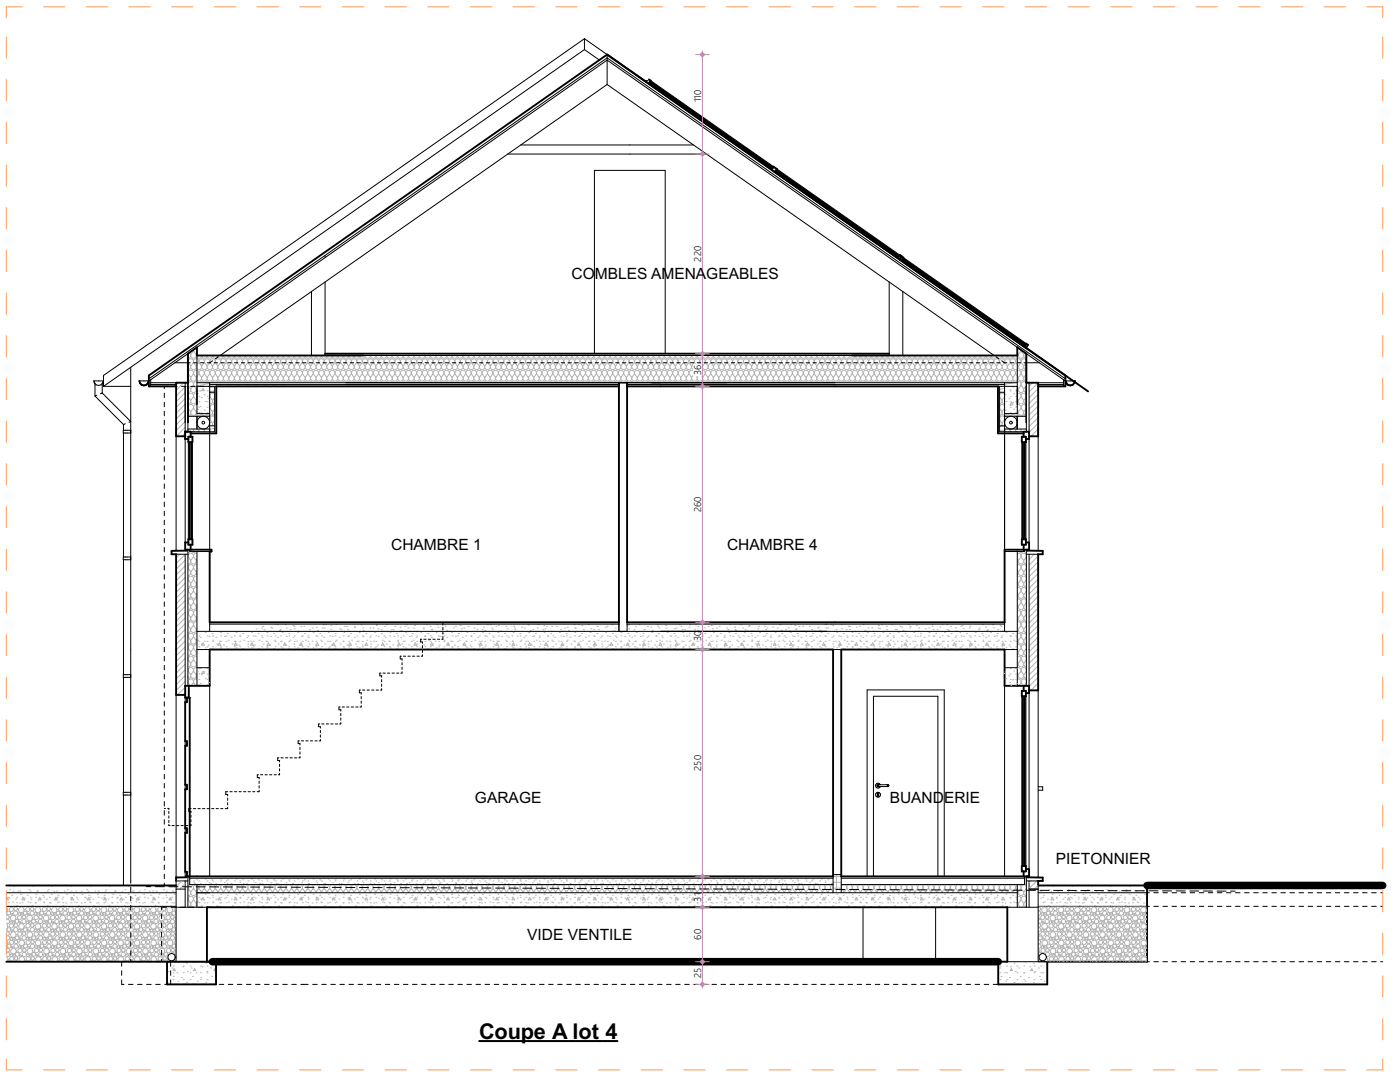 110
220
COMBLES AMENAGEABLES
36
260
CHAMBRE 1
CHAMBRE 4
30
250
GARAGE
BUANDERIE
PIETONNIER
VIDE VENTILE
60
25
Coupe A lot 4